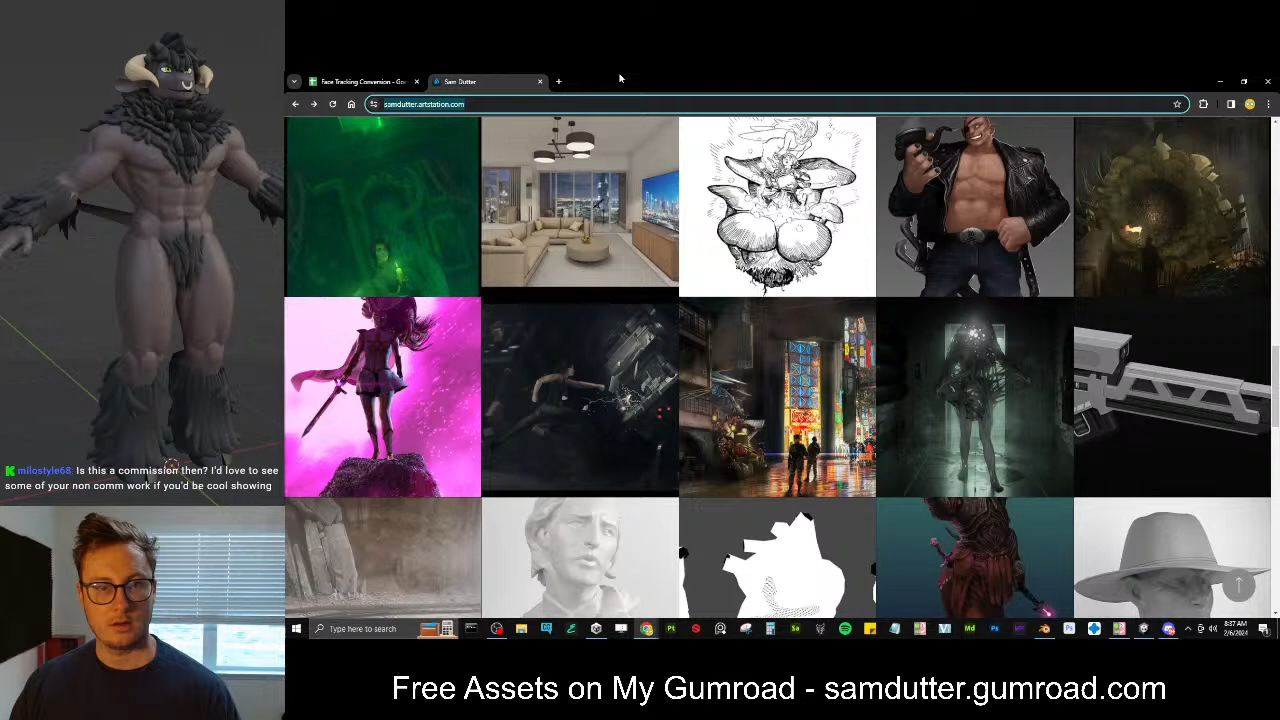 Face Tracking Conversion - Goo
Sam Dutter
samdutter.artstation.com
milostyle68: Is this a commission then? I'd love to see
some of your non comm work if you'd be cool showing
Type here to search
8:37 AM
2/6/2024
Free Assets on My Gumroad - samdutter.gumroad.com